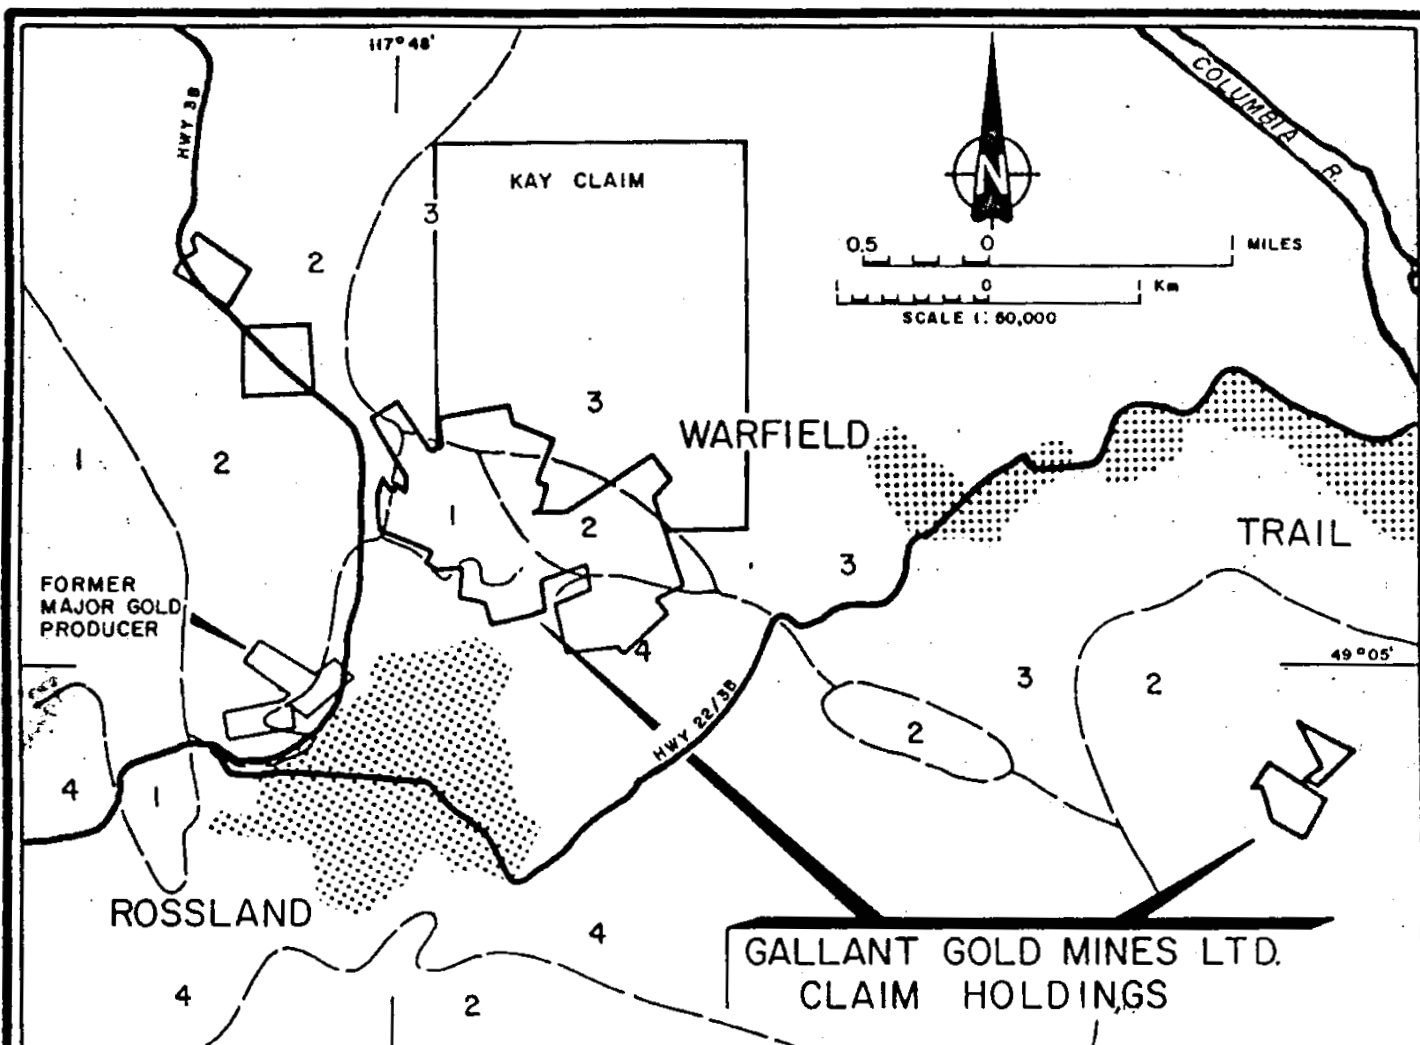 117° 48'
HWY 3B
COLUMBIA R.
KAY CLAIM
N
3
2
0.5 0 1 MILES
1 0 1 Km
SCALE 1: 50,000
3
WARFIELD
1
2
1
2
TRAIL
3
FORMER
MAJOR GOLD
PRODUCER
4
49° 05'
3
2
HWY 22/3B
2
4
1
ROSSLAND
4
GALLANT GOLD MINES LTD.
CLAIM HOLDINGS
4
2